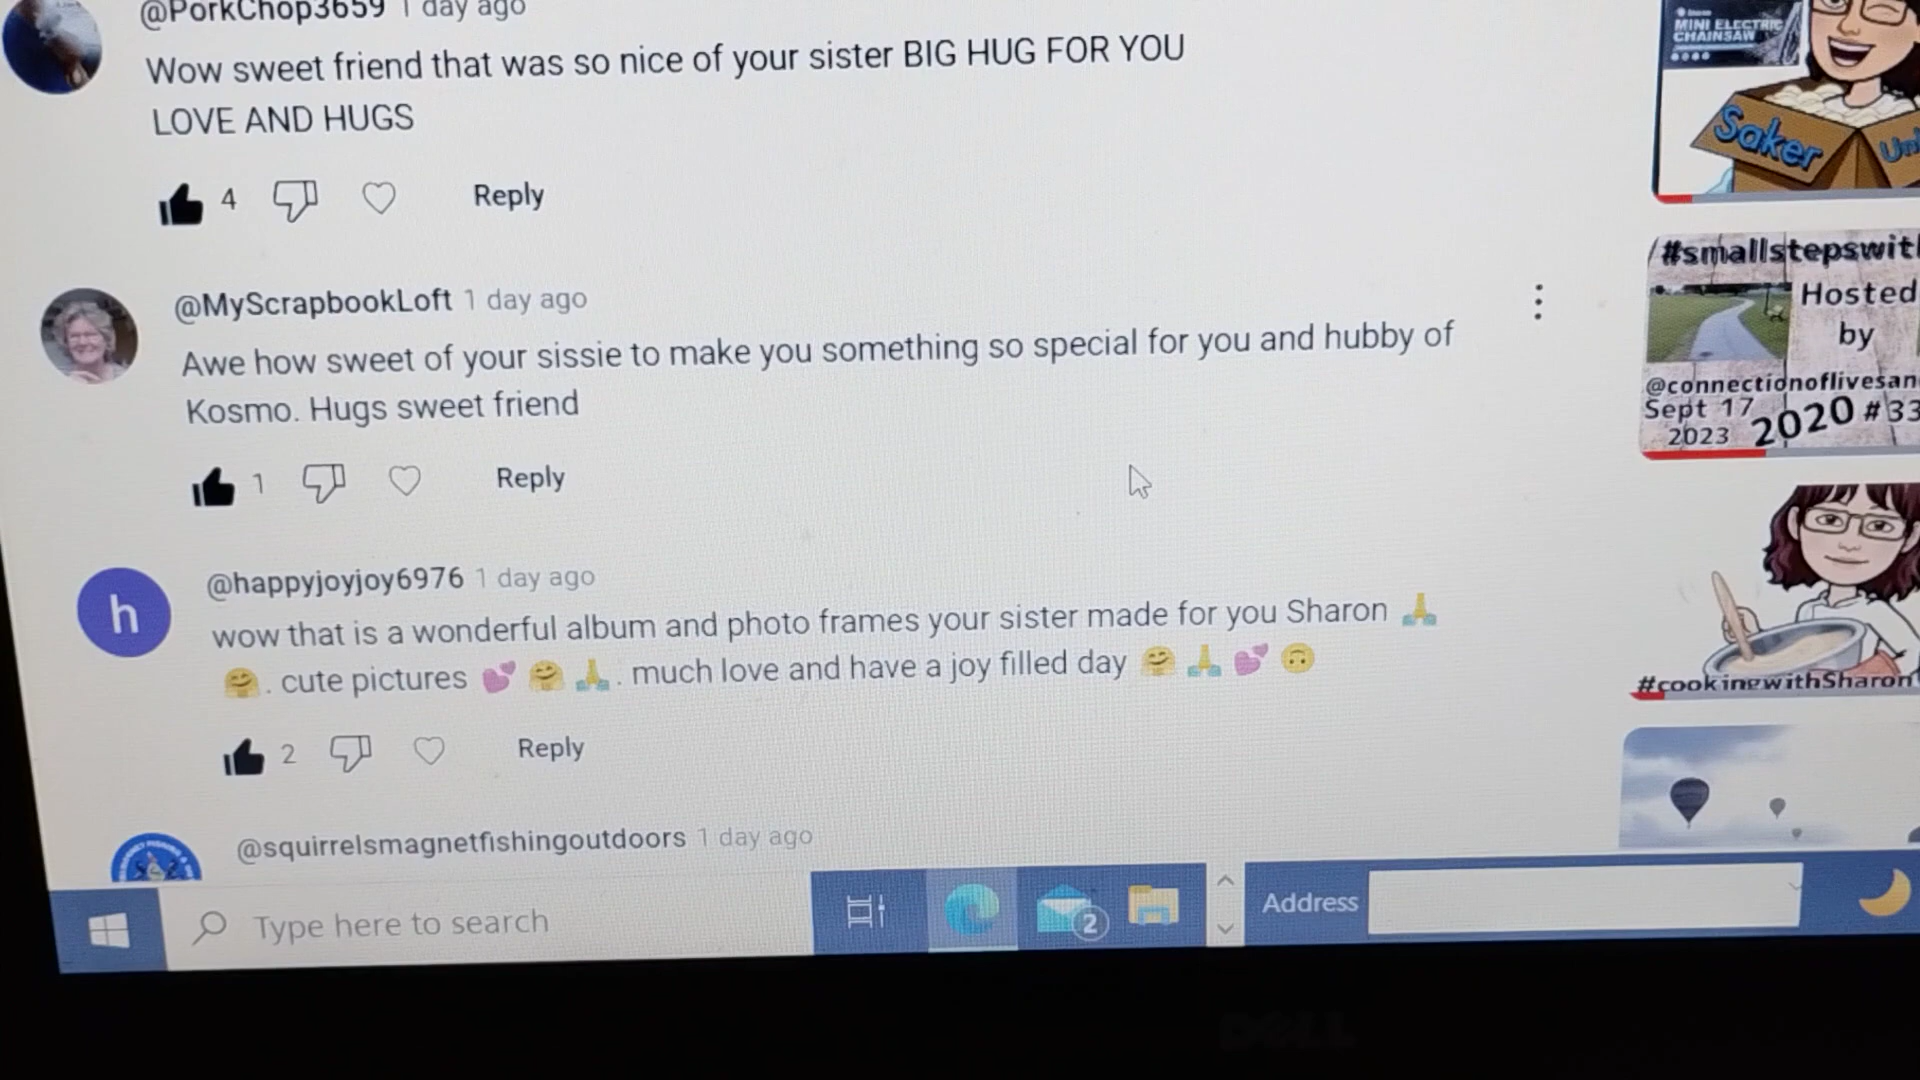 @PorkChop3659 1 day ago
Wow sweet friend that was so nice of your sister BIG HUG FOR YOU
LOVE AND HUGS
4
Reply
@MyScrapbookLoft 1 day ago
Awe how sweet of your sissie to make you something so special for you and hubby of
Kosmo. Hugs sweet friend
1
Reply
h
@happyjoyjoy6976 1 day ago
wow that is a wonderful album and photo frames your sister made for you Sharon 🙏
🤗. cute pictures 💕 🤗 🙏. much love and have a joy filled day 🤗 🙏 💕 🙃
2
Reply
@squirrelsmagnetfishingoutdoors 1 day ago
MINI ELECTRIC
CHAINSAW
Saker
#smallstepswith
Hosted
by
@connectionoflivesan
Sept 17
2023
2020 #33
#cookingwithSharon
Type here to search
2
Address
DELL